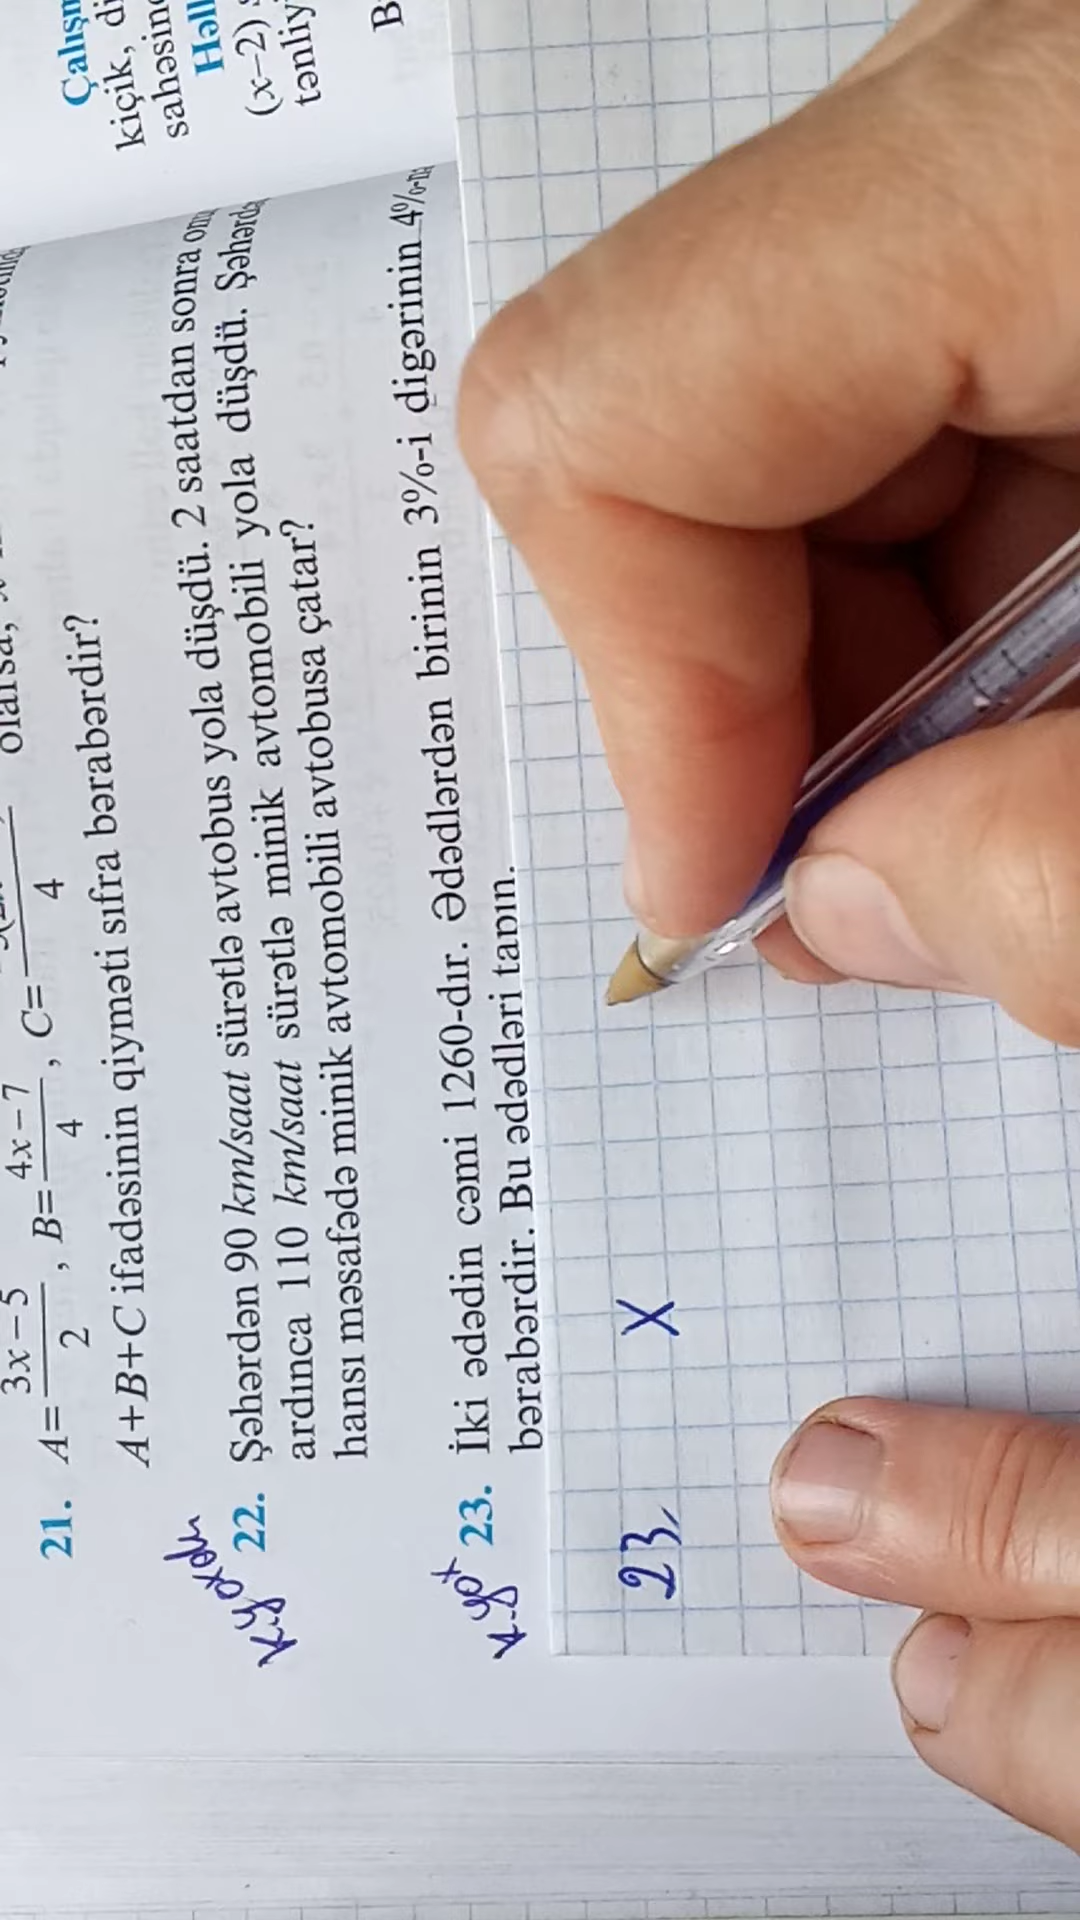 21. A= 3x−5/2, B= 4x−7/4, C= /4
A+B+C ifadəsinin qiyməti sıfra bərabərdir?
k.yoxdur 22. Şəhərdən 90 km/saat sürətlə avtobus yola düşdü. 2 saatdan sonra
ardınca 110 km/saat sürətlə minik avtomobili yola düşdü.
hansı məsafədə minik avtomobili avtobusa çatar?
k.yox 23. İki ədədin cəmi 1260-dır. Ədədlərdən birinin 3%-i digərinin 4%-nə
bərabərdir. Bu ədədləri tapın.
kiçik,
Həll
(x−2)
23, x